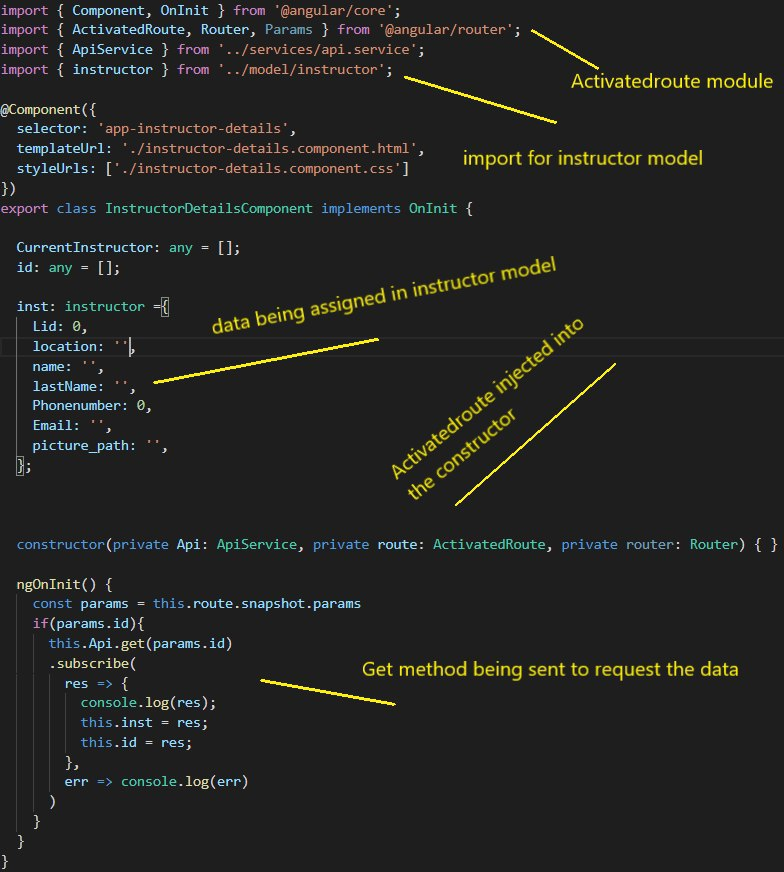 import { Component, OnInit } from '@angular/core';
import { ActivatedRoute, Router, Params } from '@angular/router';
import { ApiService } from '../services/api.service';
import { instructor } from '../model/instructor';
Activatedroute module
@Component({
selector: 'app-instructor-details',
templateUrl: './instructor-details.component.html',
import for instructor model
styleUrls: ['./instructor-details.component.css']
})
export class InstructorDetailsComponent implements OnInit {
CurrentInstructor: any = [];
id: any = [];
data being assigned in instructor model
inst: instructor ={
Lid: 0,
location: '',
name: '',
lastName: '',
Phonenumber: 0,
Email: '',
picture_path: '',
};
Activatedroute injected into
the constructor
constructor(private Api: ApiService, private route: ActivatedRoute, private router: Router) { }
ngOnInit() {
const params = this.route.snapshot.params
if(params.id){
this.Api.get(params.id)
.subscribe(
Get method being sent to request the data
res => {
console.log(res);
this.inst = res;
this.id = res;
},
err => console.log(err)
)
}
}
}